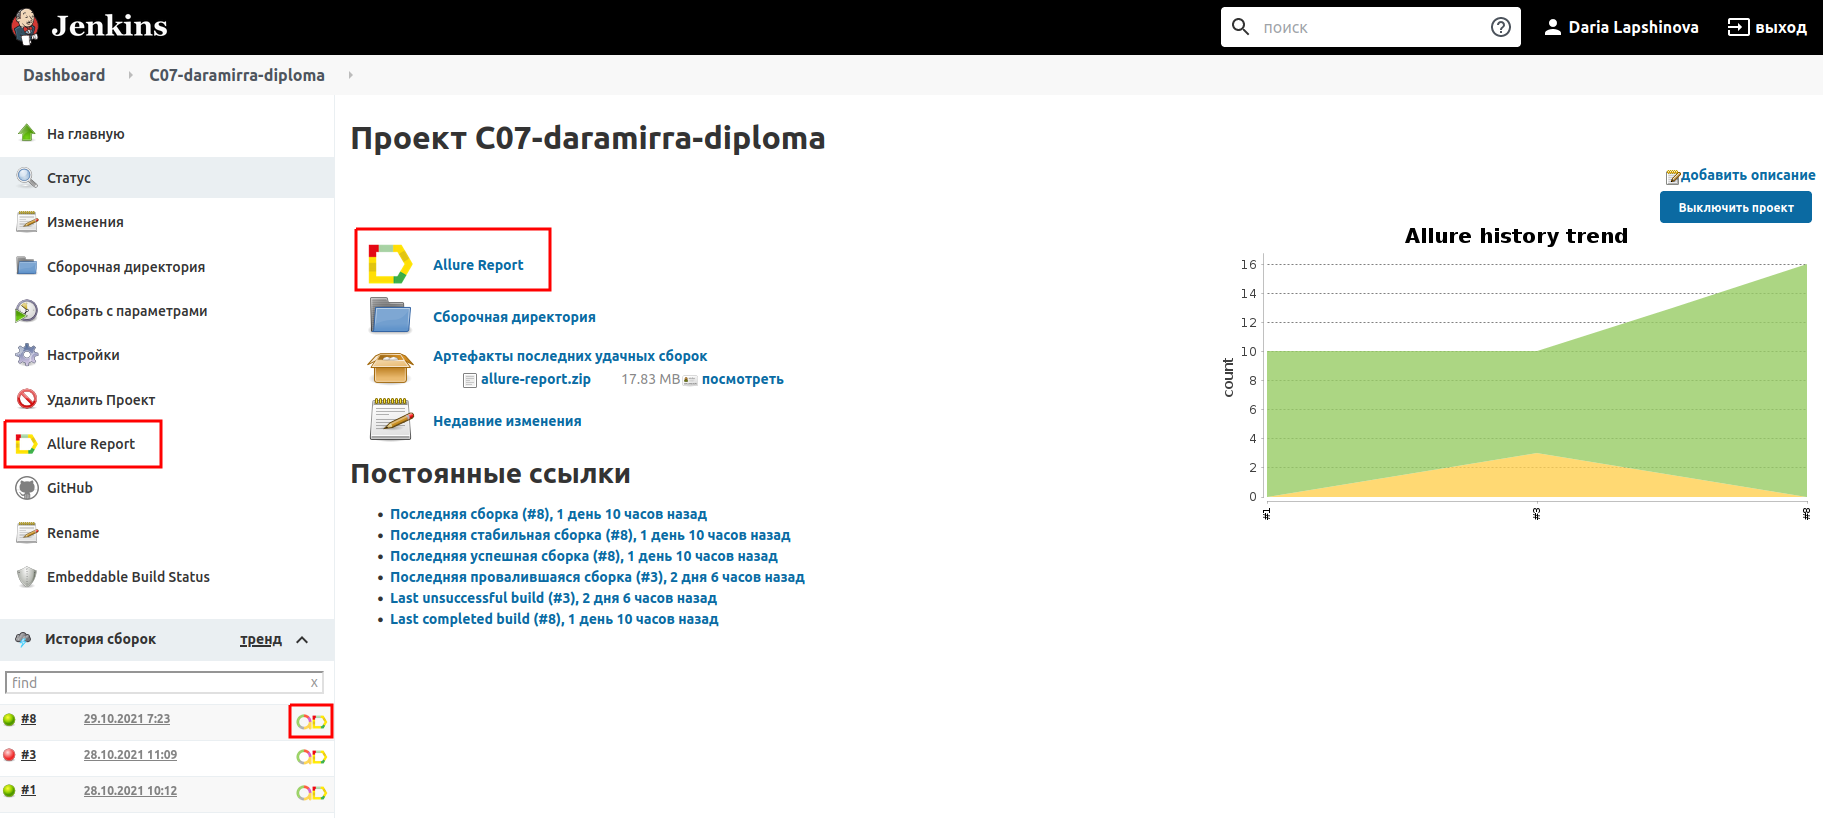 Jenkins
поиск
Daria Lapshinova
выход
Dashboard
C07-daramirra-diploma
На главную
Статус
Изменения
Сборочная директория
Собрать с параметрами
Настройки
Удалить Проект
Allure Report
GitHub
Rename
Embeddable Build Status
История сборок
тренд
find
x
#8 29.10.2021 7:23
#3 28.10.2021 11:09
#1 28.10.2021 10:12
Проект C07-daramirra-diploma
добавить описание
Выключить проект
Allure Report
Сборочная директория
Артефакты последних удачных сборок
allure-report.zip 17.83 MB посмотреть
Недавние изменения
Постоянные ссылки
Последняя сборка (#8), 1 день 10 часов назад
Последняя стабильная сборка (#8), 1 день 10 часов назад
Последняя успешная сборка (#8), 1 день 10 часов назад
Последняя провалившаяся сборка (#3), 2 дня 6 часов назад
Last unsuccessful build (#3), 2 дня 6 часов назад
Last completed build (#8), 1 день 10 часов назад
Allure history trend
count
16
14
12
10
8
6
4
2
0
#1
#3
#8